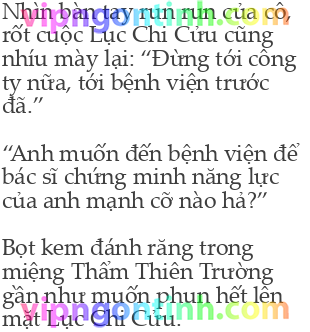 vipngontinh.com
Nhìn bàn tay run run của cô,
rốt cuộc Lục Chi Cửu cũng
nhíu mày lại: “Đừng tới công
ty nữa, tới bệnh viện trước
đã.”
“Anh muốn đến bệnh viện để
bác sĩ chứng minh năng lực
của anh mạnh cỡ nào hả?”
Bọt kem đánh răng trong
miệng Thẩm Thiên Trường
gần như muốn phun hết lên
vipngontinh.com
mặt Lục Chi Cửu.